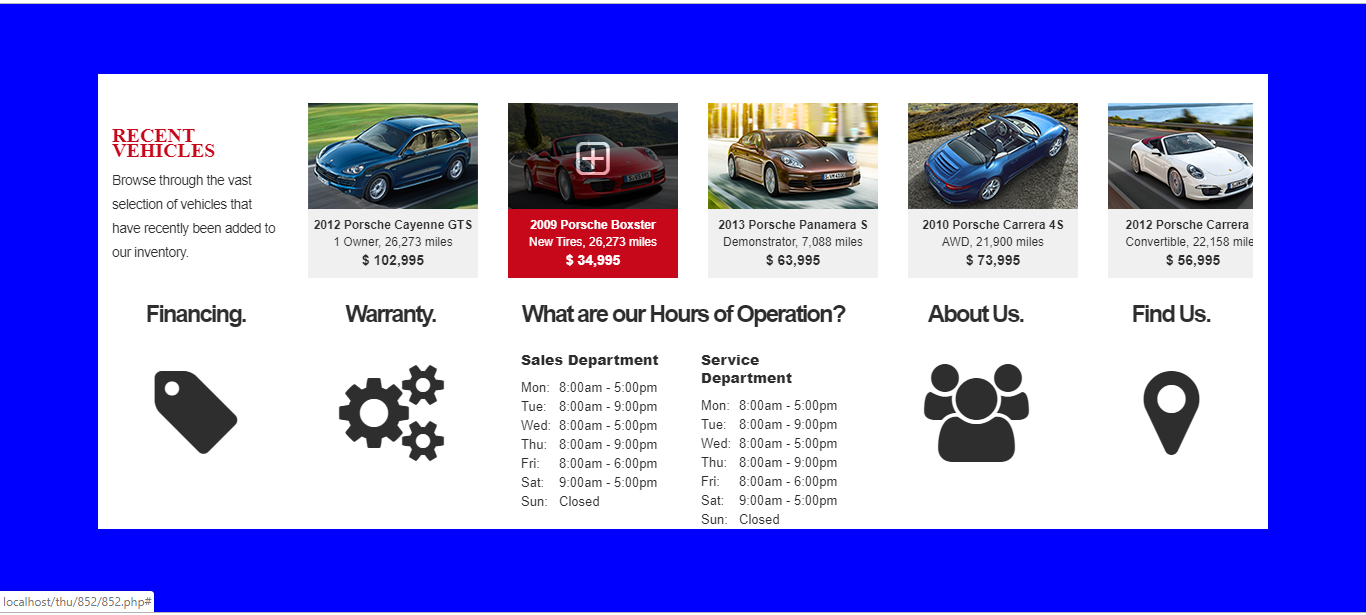 RECENT
VEHICLES
Browse through the vast
selection of vehicles that
have recently been added to
our inventory.
2012 Porsche Cayenne GTS
1 Owner, 26,273 miles
$ 102,995
2009 Porsche Boxster
New Tires, 26,273 miles
$ 34,995
2013 Porsche Panamera S
Demonstrator, 7,088 miles
$ 63,995
2010 Porsche Carrera 4S
AWD, 21,900 miles
$ 73,995
2012 Porsche Carrera
Convertible, 22,158 mile
$ 56,995
Financing.
Warranty.
What are our Hours of Operation?
Sales Department
Mon: 8:00am - 5:00pm
Tue: 8:00am - 9:00pm
Wed: 8:00am - 5:00pm
Thu: 8:00am - 9:00pm
Fri: 8:00am - 6:00pm
Sat: 9:00am - 5:00pm
Sun: Closed
Service
Department
Mon: 8:00am - 5:00pm
Tue: 8:00am - 9:00pm
Wed: 8:00am - 5:00pm
Thu: 8:00am - 9:00pm
Fri: 8:00am - 6:00pm
Sat: 9:00am - 5:00pm
Sun: Closed
About Us.
Find Us.
localhost/thu/852/852.php#